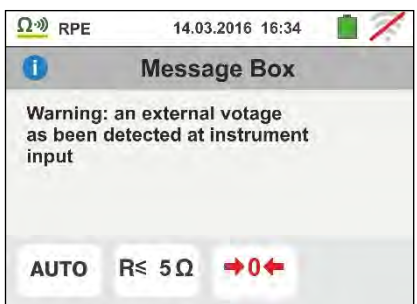 Ω RPE 14.03.2016 16:34
Message Box
Warning: an external votage
as been detected at instrument
input
AUTO R≤ 5 Ω →0←